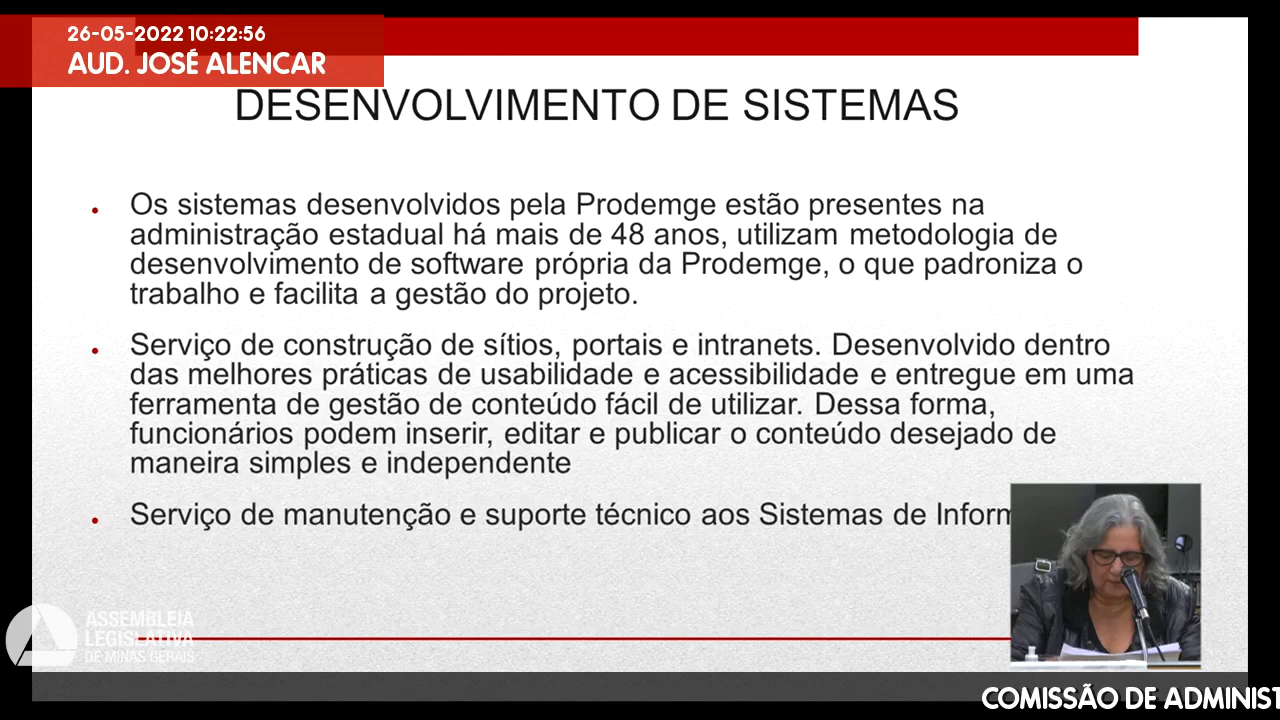 26-05-2022 10:22:56
AUD. JOSÉ ALENCAR
DESENVOLVIMENTO DE SISTEMAS
Os sistemas desenvolvidos pela Prodemge estão presentes na
administração estadual há mais de 48 anos, utilizam metodologia de
desenvolvimento de software própria da Prodemge, o que padroniza o
trabalho e facilita a gestão do projeto.
Serviço de construção de sítios, portais e intranets. Desenvolvido dentro
das melhores práticas de usabilidade e acessibilidade e entregue em uma
ferramenta de gestão de conteúdo fácil de utilizar. Dessa forma,
funcionários podem inserir, editar e publicar o conteúdo desejado de
maneira simples e independente
Serviço de manutenção e suporte técnico aos Sistemas de Inform
ASSEMBLEIA
LEGISLATIVA
DE MINAS GERAIS
COMISSÃO DE ADMINIST